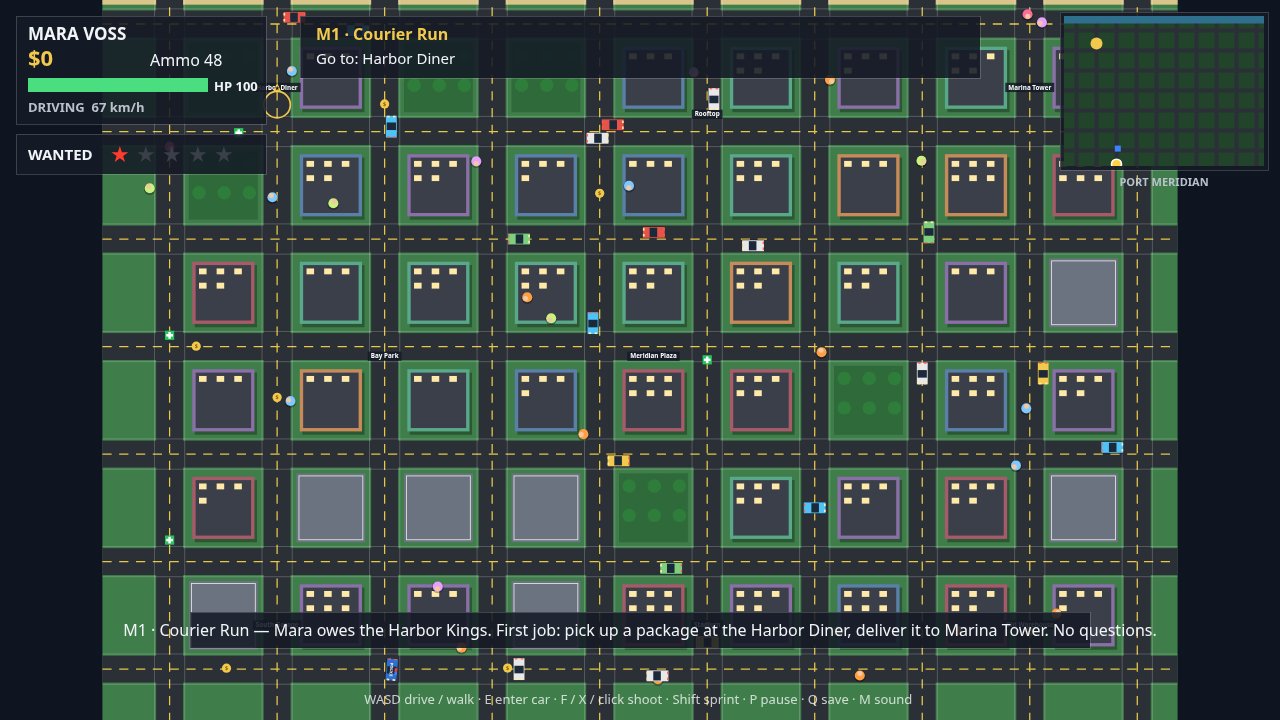 MARA VOSS
$0
Ammo 48
HP 100
DRIVING 67 km/h
WANTED
M1 · Courier Run
Go to: Harbor Diner
Diner
Rooftop
Marina Tower
PORT MERIDIAN
Bay Park
Meridian Plaza
M1 · Courier Run — Mara owes the Harbor Kings. First job: pick up a package at the Harbor Diner, deliver it to Marina Tower. No questions.
WASD drive / walk · E enter car · F / X / click shoot · Shift sprint · P pause · Q save · M sound